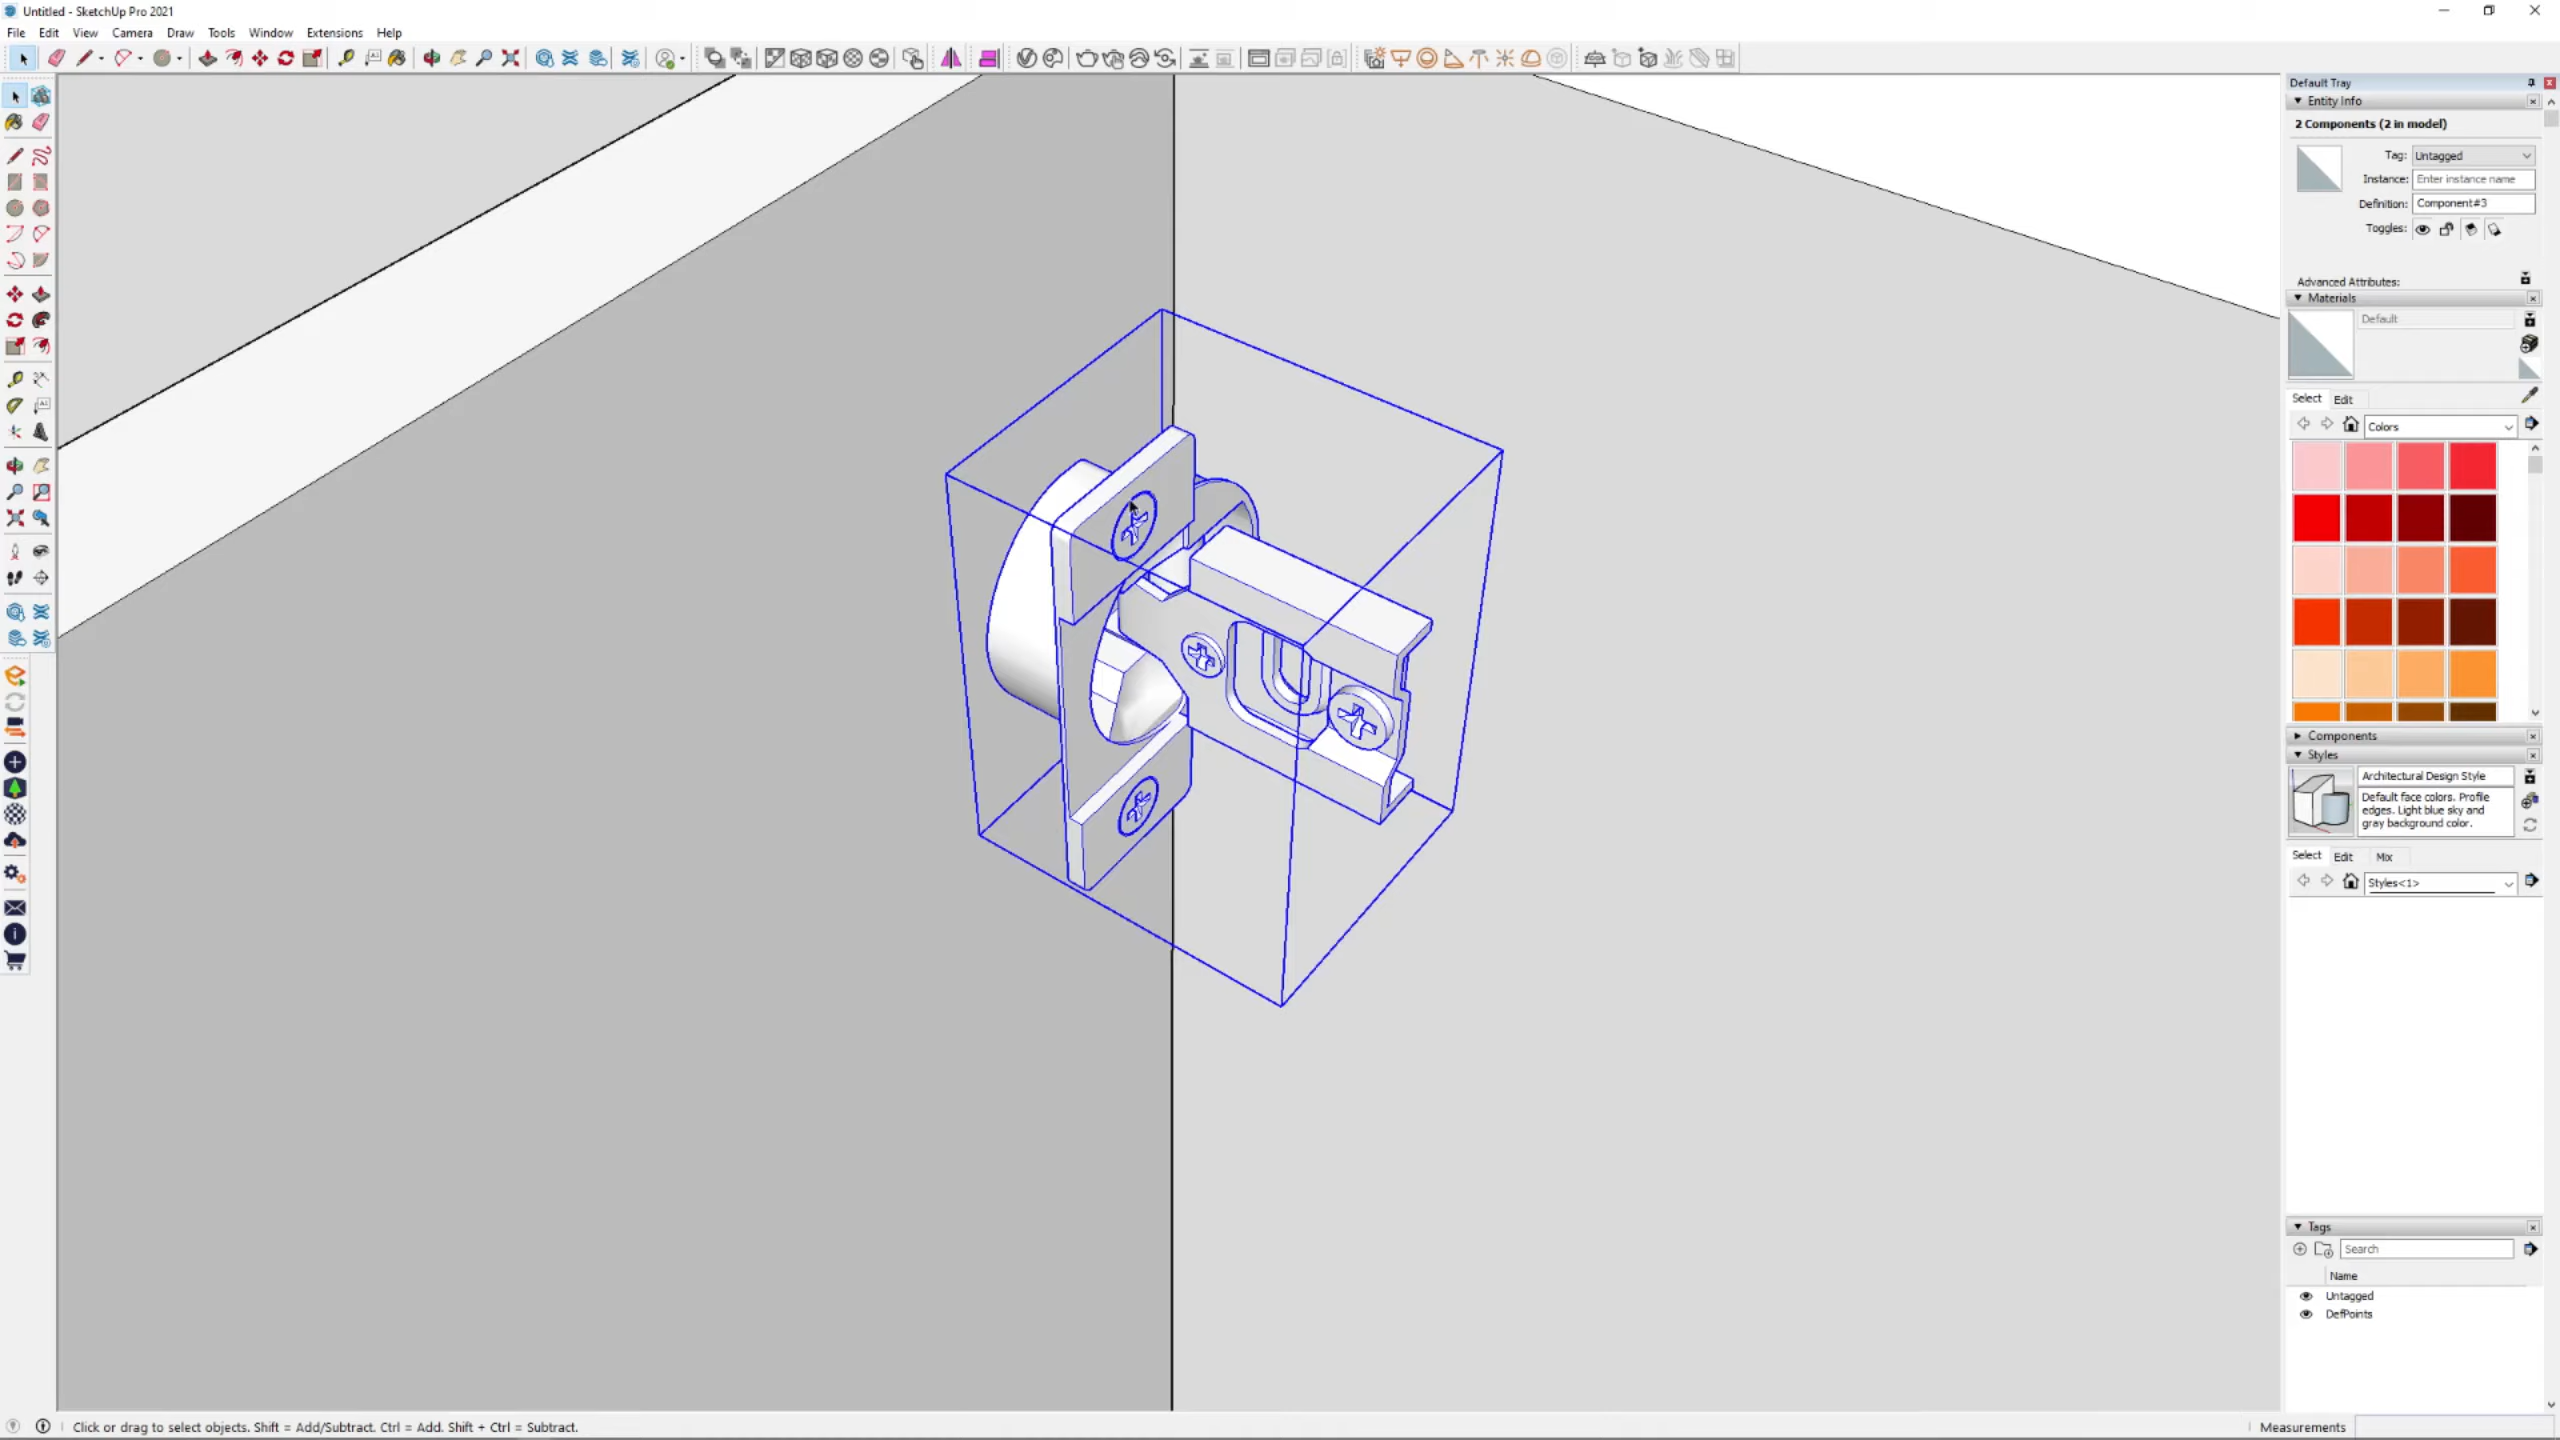 Untitled - SketchUp Pro 2021
File Edit View Camera Draw Tools Window Extensions Help
Default Tray
Entity Info
2 Components (2 in model)
Tag: Untagged
Instance: Enter instance name
Definition: Component#3
Toggles:
Advanced Attributes:
Materials
Default
Select Edit
Colors
Components
Styles
Architectural Design Style
Default face colors. Profile
edges. Light blue sky and
gray background color.
Select Edit Mix
Styles<1>
Tags
Search
Name
Untagged
DefPoints
Click or drag to select objects. Shift = Add/Subtract. Ctrl = Add. Shift + Ctrl = Subtract.
Measurements